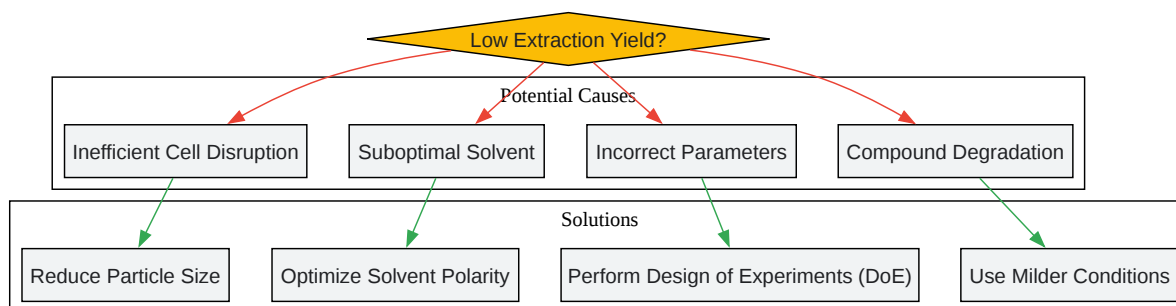 Low Extraction Yield?
Potential Causes
Inefficient Cell Disruption
Suboptimal Solvent
Incorrect Parameters
Compound Degradation
Solutions
Reduce Particle Size
Optimize Solvent Polarity
Perform Design of Experiments (DoE)
Use Milder Conditions